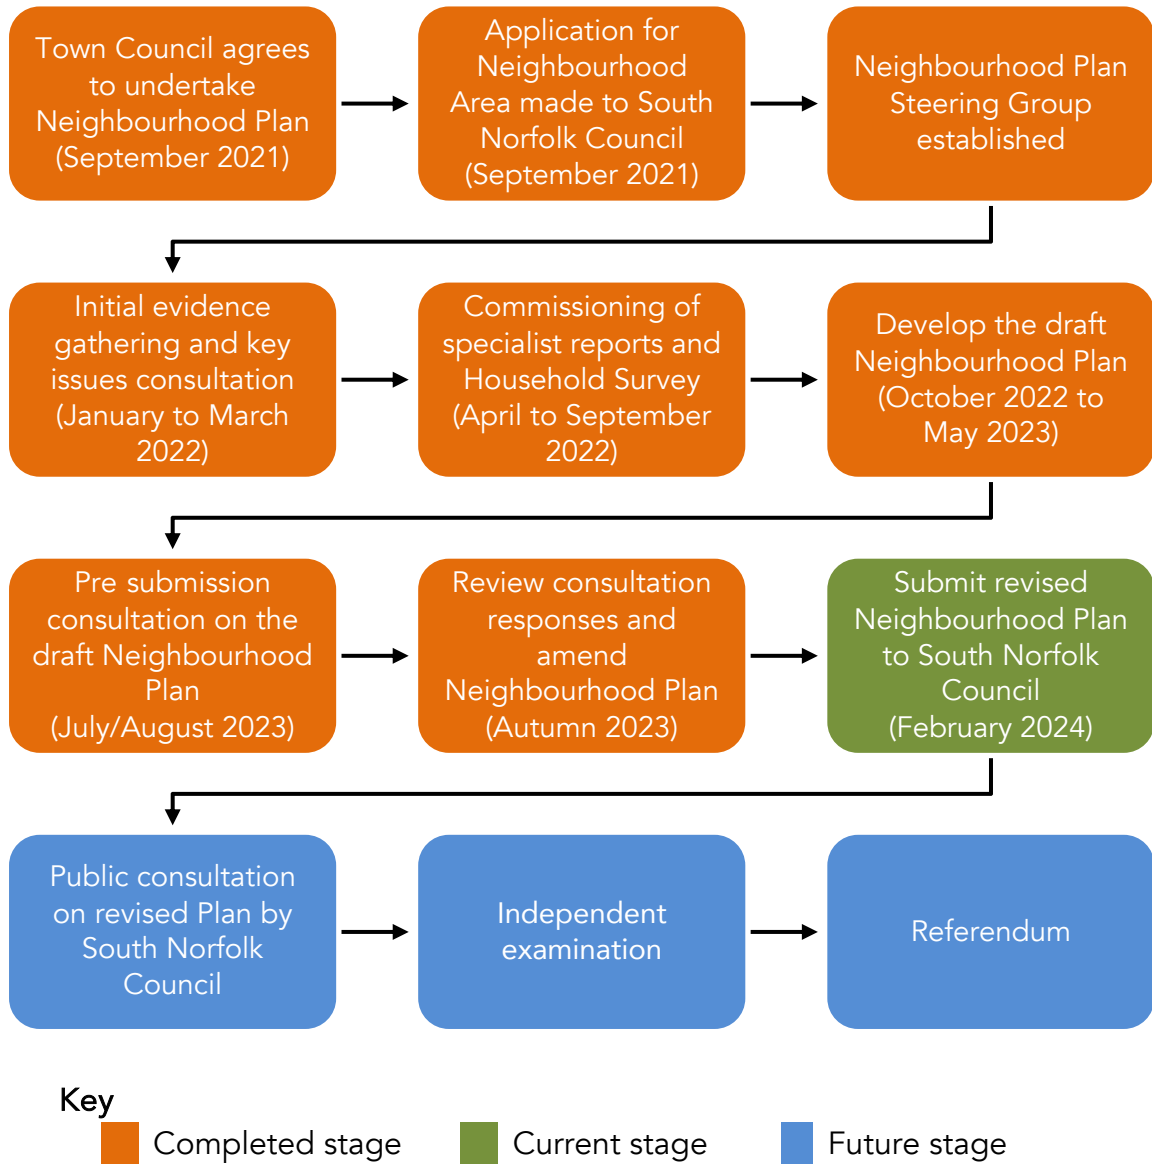 Town Council agrees
to undertake
Neighbourhood Plan
(September 2021)
Application for
Neighbourhood
Area made to South
Norfolk Council
(September 2021)
Neighbourhood Plan
Steering Group
established
Initial evidence
gathering and key
issues consultation
(January to March
2022)
Commissioning of
specialist reports and
Household Survey
(April to September
2022)
Develop the draft
Neighbourhood Plan
(October 2022 to
May 2023)
Pre submission
consultation on the
draft Neighbourhood
Plan
(July/August 2023)
Review consultation
responses and
amend
Neighbourhood Plan
(Autumn 2023)
Submit revised
Neighbourhood Plan
to South Norfolk
Council
(February 2024)
Public consultation
on revised Plan by
South Norfolk
Council
Independent
examination
Referendum
Key
Completed stage
Current stage
Future stage